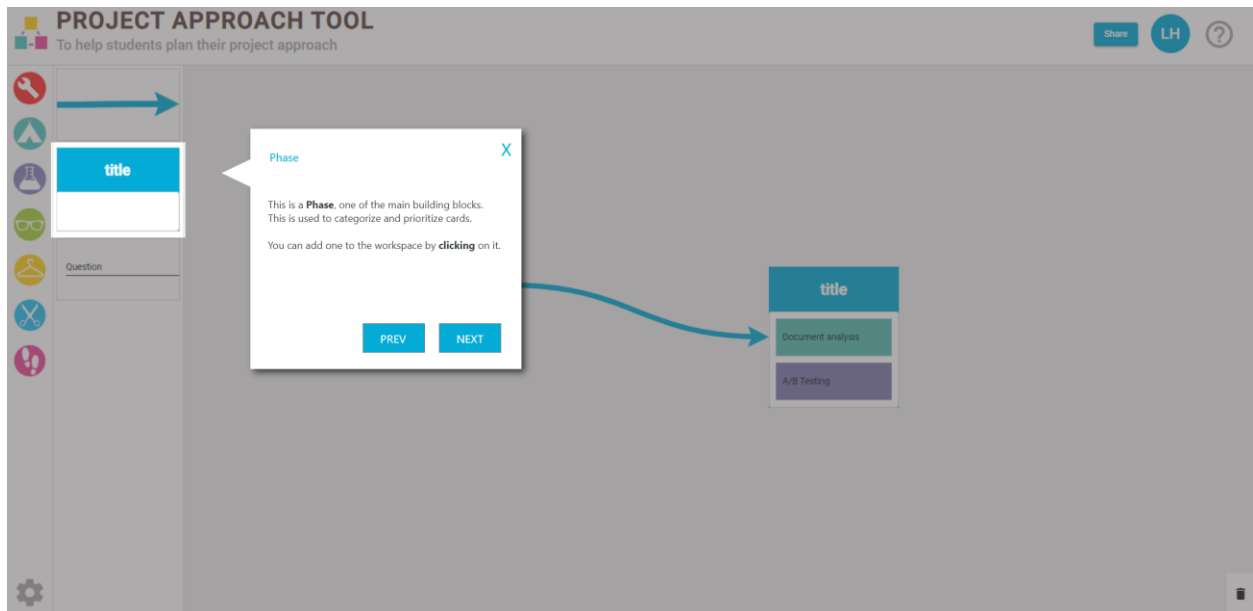 PROJECT APPROACH TOOL
To help students plan their project approach
Share
LH
?
title
Question
Phase
X
This is a Phase, one of the main building blocks.
This is used to categorize and prioritize cards.
You can add one to the workspace by clicking on it.
PREV
NEXT
title
Document analysis
A/B Testing